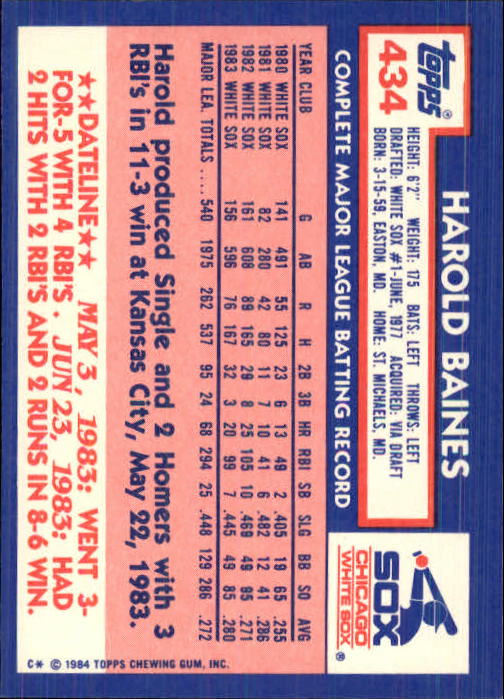 TOPPS®
434
HAROLD BAINES
HEIGHT: 6'2" WEIGHT: 175 BATS: LEFT THROWS: LEFT
DRAFTED: WHITE SOX #1-JUNE, 1977 ACQUIRED: VIA DRAFT
BORN: 3-15-59, EASTON, MD. HOME: ST. MICHAELS, MD.
SOX
CHICAGO
WHITE SOX®
COMPLETE MAJOR LEAGUE BATTING RECORD
YEAR CLUB G AB R H 2B 3B HR RBI SB SLG BB SO AVG
1980 WHITE SOX 141 491 55 125 23 6 13 49 2 .405 19 65 .255
1981 WHITE SOX 82 280 42 80 11 7 10 41 6 .482 12 41 .286
1982 WHITE SOX 161 608 89 165 29 8 25 105 10 .469 49 95 .271
1983 WHITE SOX 156 596 76 167 32 3 20 99 7 .445 49 85 .280
MAJOR LEA. TOTALS .... 540 1975 262 537 95 24 68 294 25 .448 129 286 .272
Harold produced Single and 2 Homers with 3
RBI's in 11-3 win at Kansas City, May 22, 1983.
★★DATELINE★★ MAY 3, 1983: WENT 3-
FOR-5 WITH 4 RBI'S. JUN 23, 1983: HAD
2 HITS WITH 2 RBI'S AND 2 RUNS IN 8-6 WIN.
C* © 1984 TOPPS CHEWING GUM, INC.